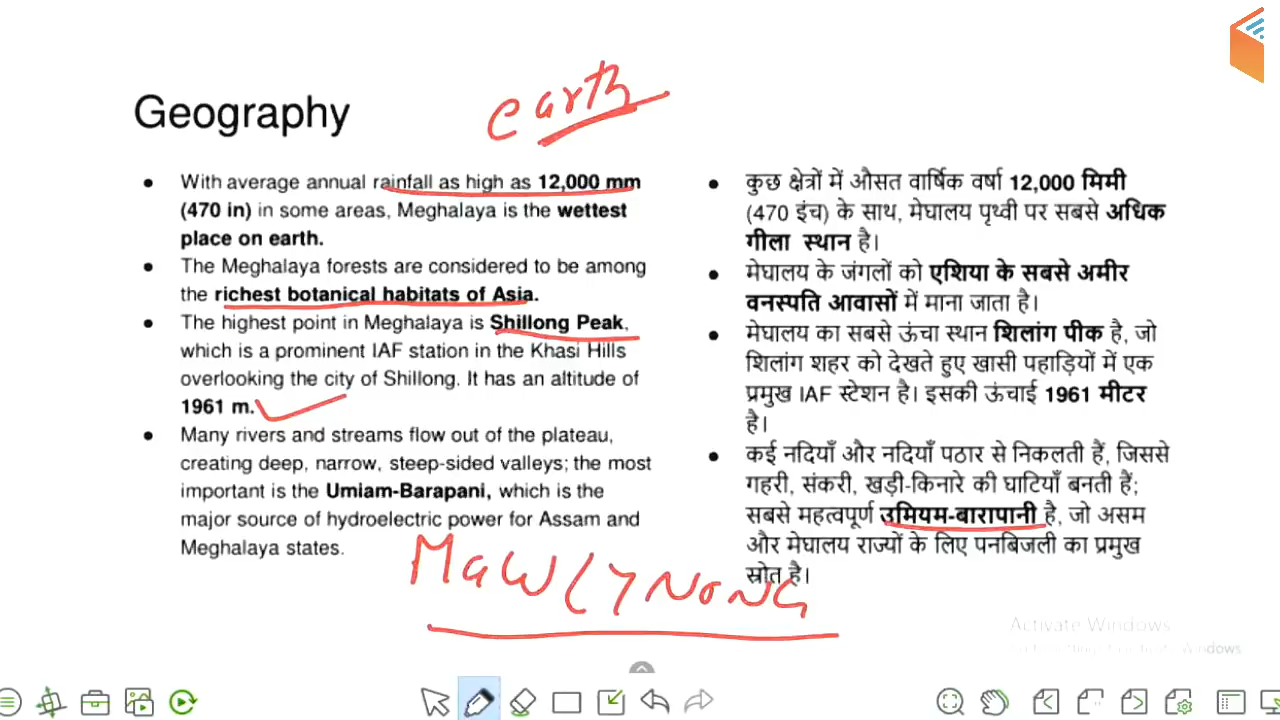 earth
Geography
• With average annual rainfall as high as 12,000 mm
(470 in) in some areas, Meghalaya is the wettest
place on earth.
• The Meghalaya forests are considered to be among
the richest botanical habitats of Asia.
• The highest point in Meghalaya is Shillong Peak,
which is a prominent IAF station in the Khasi Hills
overlooking the city of Shillong. It has an altitude of
1961 m.
• Many rivers and streams flow out of the plateau,
creating deep, narrow, steep-sided valleys; the most
important is the Umiam-Barapani, which is the
major source of hydroelectric power for Assam and
Meghalaya states.
• कुछ क्षेत्रों में औसत वार्षिक वर्षा 12,000 मिमी
(470 इंच) के साथ, मेघालय पृथ्वी पर सबसे अधिक
गीला स्थान है।
• मेघालय के जंगलों को एशिया के सबसे अमीर
वनस्पति आवासों में माना जाता है।
• मेघालय का सबसे ऊंचा स्थान शिलांग पीक है, जो
शिलांग शहर को देखते हुए खासी पहाड़ियों में एक
प्रमुख IAF स्टेशन है। इसकी ऊंचाई 1961 मीटर
है।
• कई नदियाँ और नदियाँ पठार से निकलती हैं, जिससे
गहरी, संकरी, खड़ी-किनारे की घाटियाँ बनती हैं;
सबसे महत्वपूर्ण उमियम-बारापानी है, जो असम
और मेघालय राज्यों के लिए पनबिजली का प्रमुख
स्रोत है।
MAWLYNONG
Activate Windows